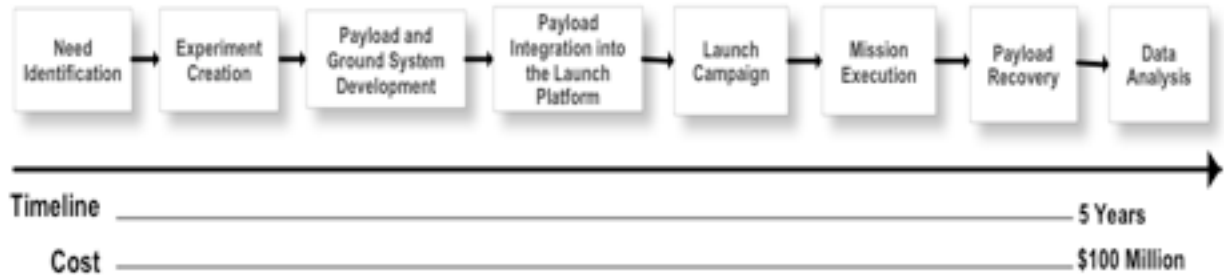 Need
Identification
Experiment
Creation
Payload and
Ground System
Development
Payload
Integration into
the Launch
Platform
Launch
Campaign
Mission
Execution
Payload
Recovery
Data
Analysis
Timeline
5 Years
Cost
$100 Million